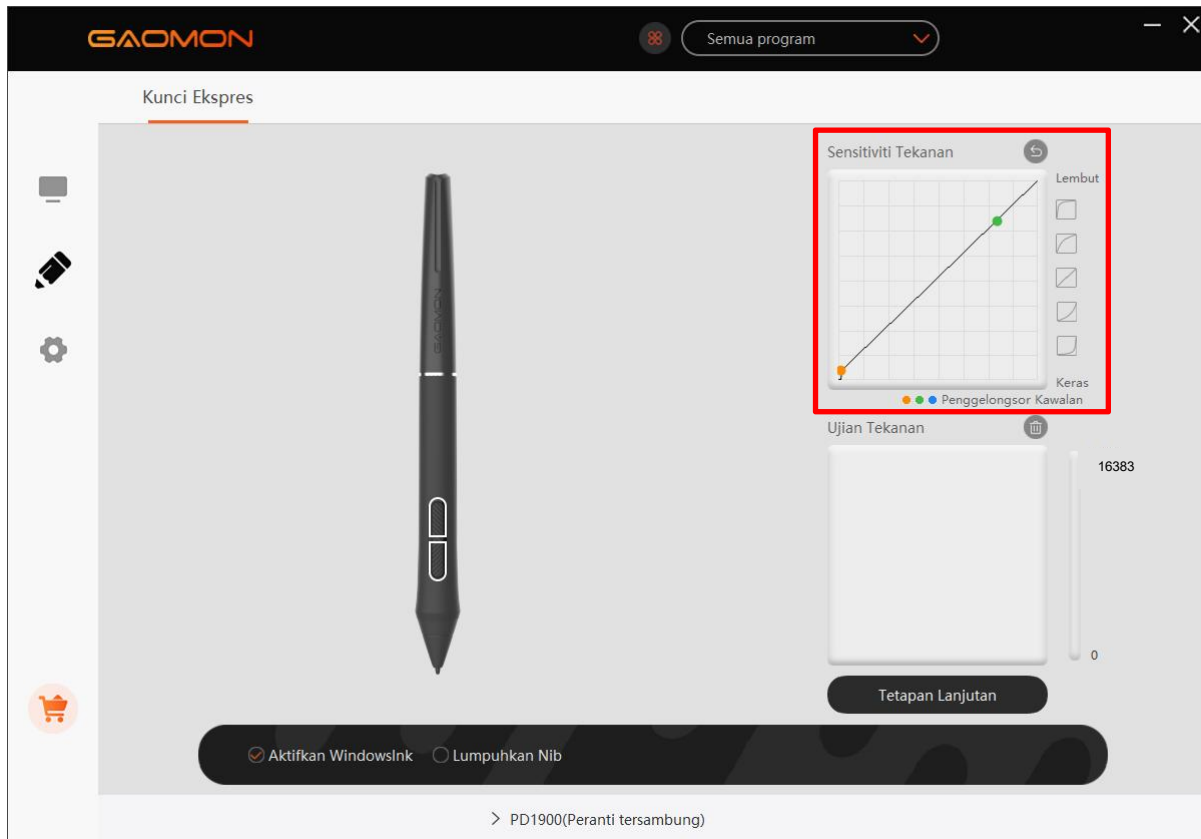 GAOMON
Semua program
Kunci Ekspres
Sensitiviti Tekanan
Lembut
Keras
Penggelongsor Kawalan
Ujian Tekanan
16383
0
Tetapan Lanjutan
GAOMON
Aktifkan WindowsInk
Lumpuhkan Nib
> PD1900(Peranti tersambung)